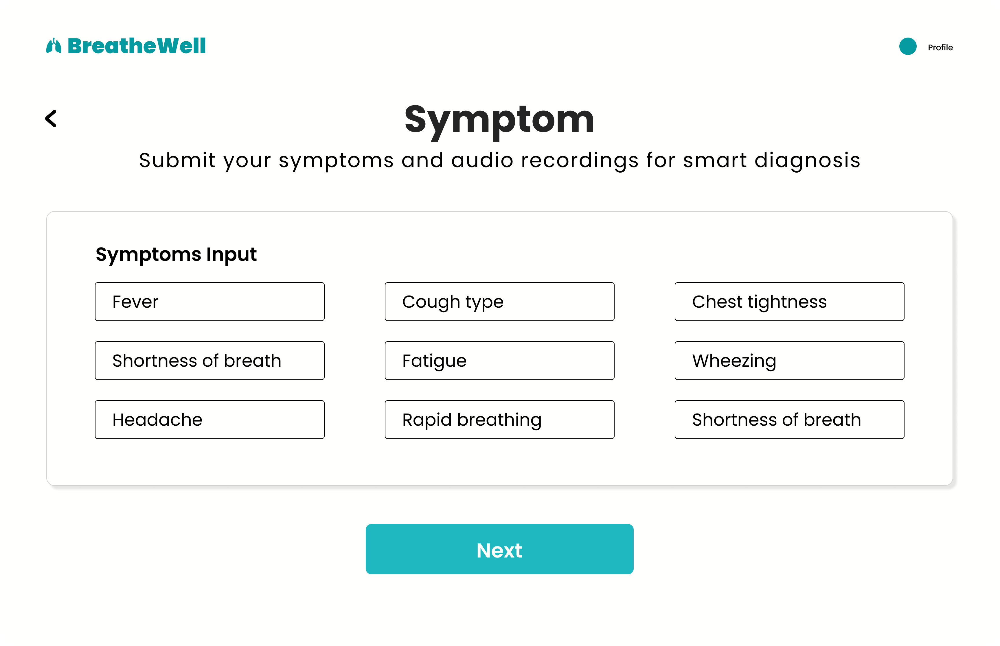 BreatheWell
Profile
Symptom
Submit your symptoms and audio recordings for smart diagnosis
Symptoms Input
Fever
Cough type
Chest tightness
Shortness of breath
Fatigue
Wheezing
Headache
Rapid breathing
Shortness of breath
Next